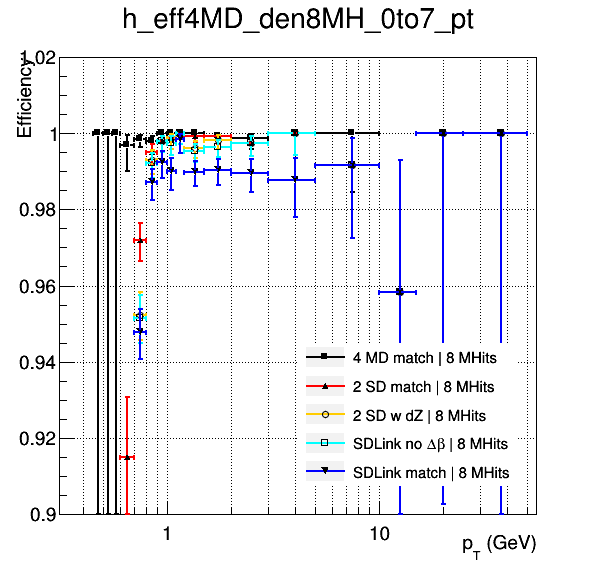 h_eff4MD_den8MH_0to7_pt
Efficiency
1.02
1
0.98
0.96
0.94
0.92
0.9
4 MD match | 8 MHits
2 SD match | 8 MHits
2 SD w dZ | 8 MHits
SDLink no Δβ | 8 MHits
SDLink match | 8 MHits
1
10
p_T (GeV)